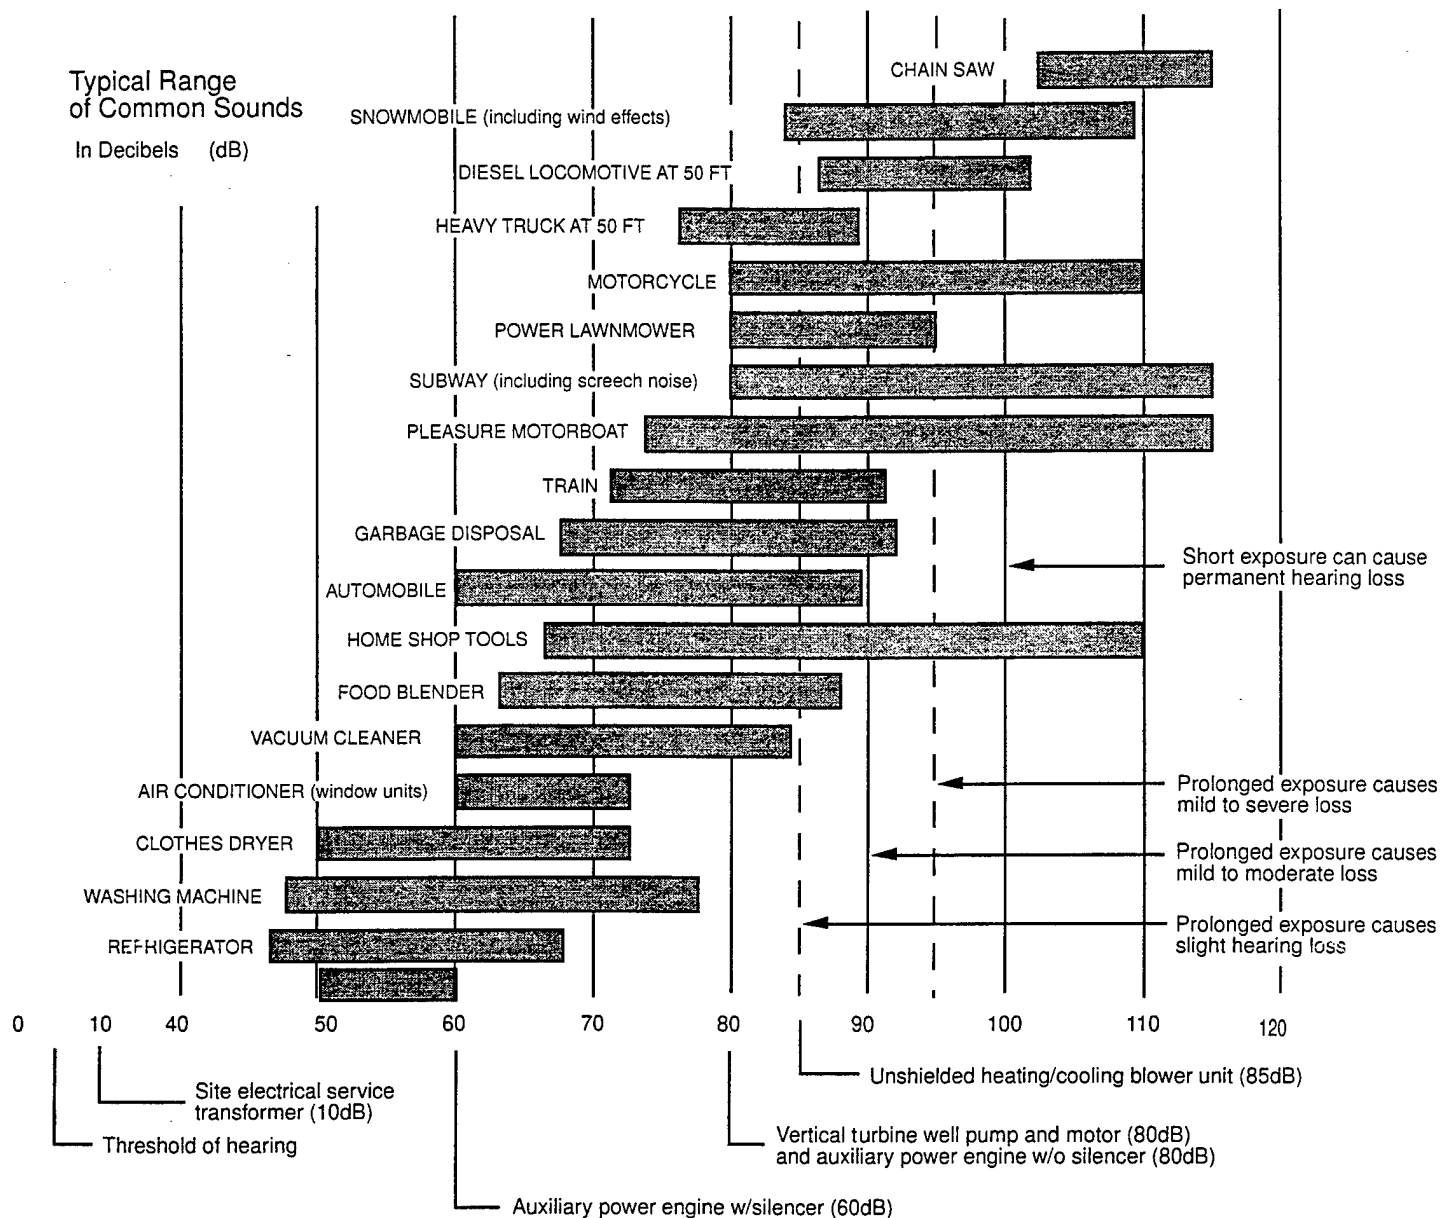 Typical Range
of Common Sounds
In Decibels (dB)
CHAIN SAW
SNOWMOBILE (including wind effects)
DIESEL LOCOMOTIVE AT 50 FT
HEAVY TRUCK AT 50 FT
MOTORCYCLE
POWER LAWNMOWER
SUBWAY (including screech noise)
PLEASURE MOTORBOAT
TRAIN
GARBAGE DISPOSAL
Short exposure can cause
permanent hearing loss
AUTOMOBILE
HOME SHOP TOOLS
FOOD BLENDER
VACUUM CLEANER
AIR CONDITIONER (window units)
Prolonged exposure causes
mild to severe loss
CLOTHES DRYER
Prolonged exposure causes
mild to moderate loss
WASHING MACHINE
Prolonged exposure causes
slight hearing loss
REFRIGERATOR
0 10 40 50 60 70 80 90 100 110 120
Unshielded heating/cooling blower unit (85dB)
Site electrical service
transformer (10dB)
Threshold of hearing
Vertical turbine well pump and motor (80dB)
and auxiliary power engine w/o silencer (80dB)
Auxiliary power engine w/silencer (60dB)